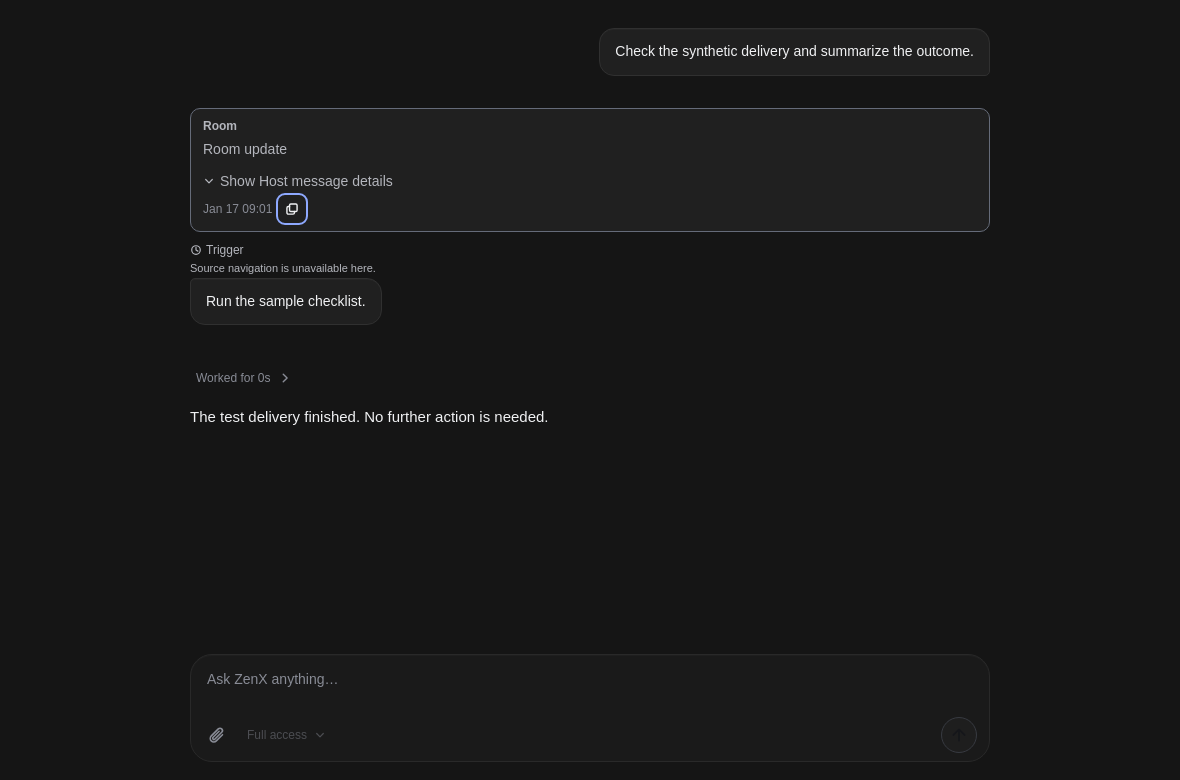 Check the synthetic delivery and summarize the outcome.
Room
Room update
Show Host message details
Jan 17 09:01
Trigger
Source navigation is unavailable here.
Run the sample checklist.
Worked for 0s
The test delivery finished. No further action is needed.
Ask ZenX anything…
Full access